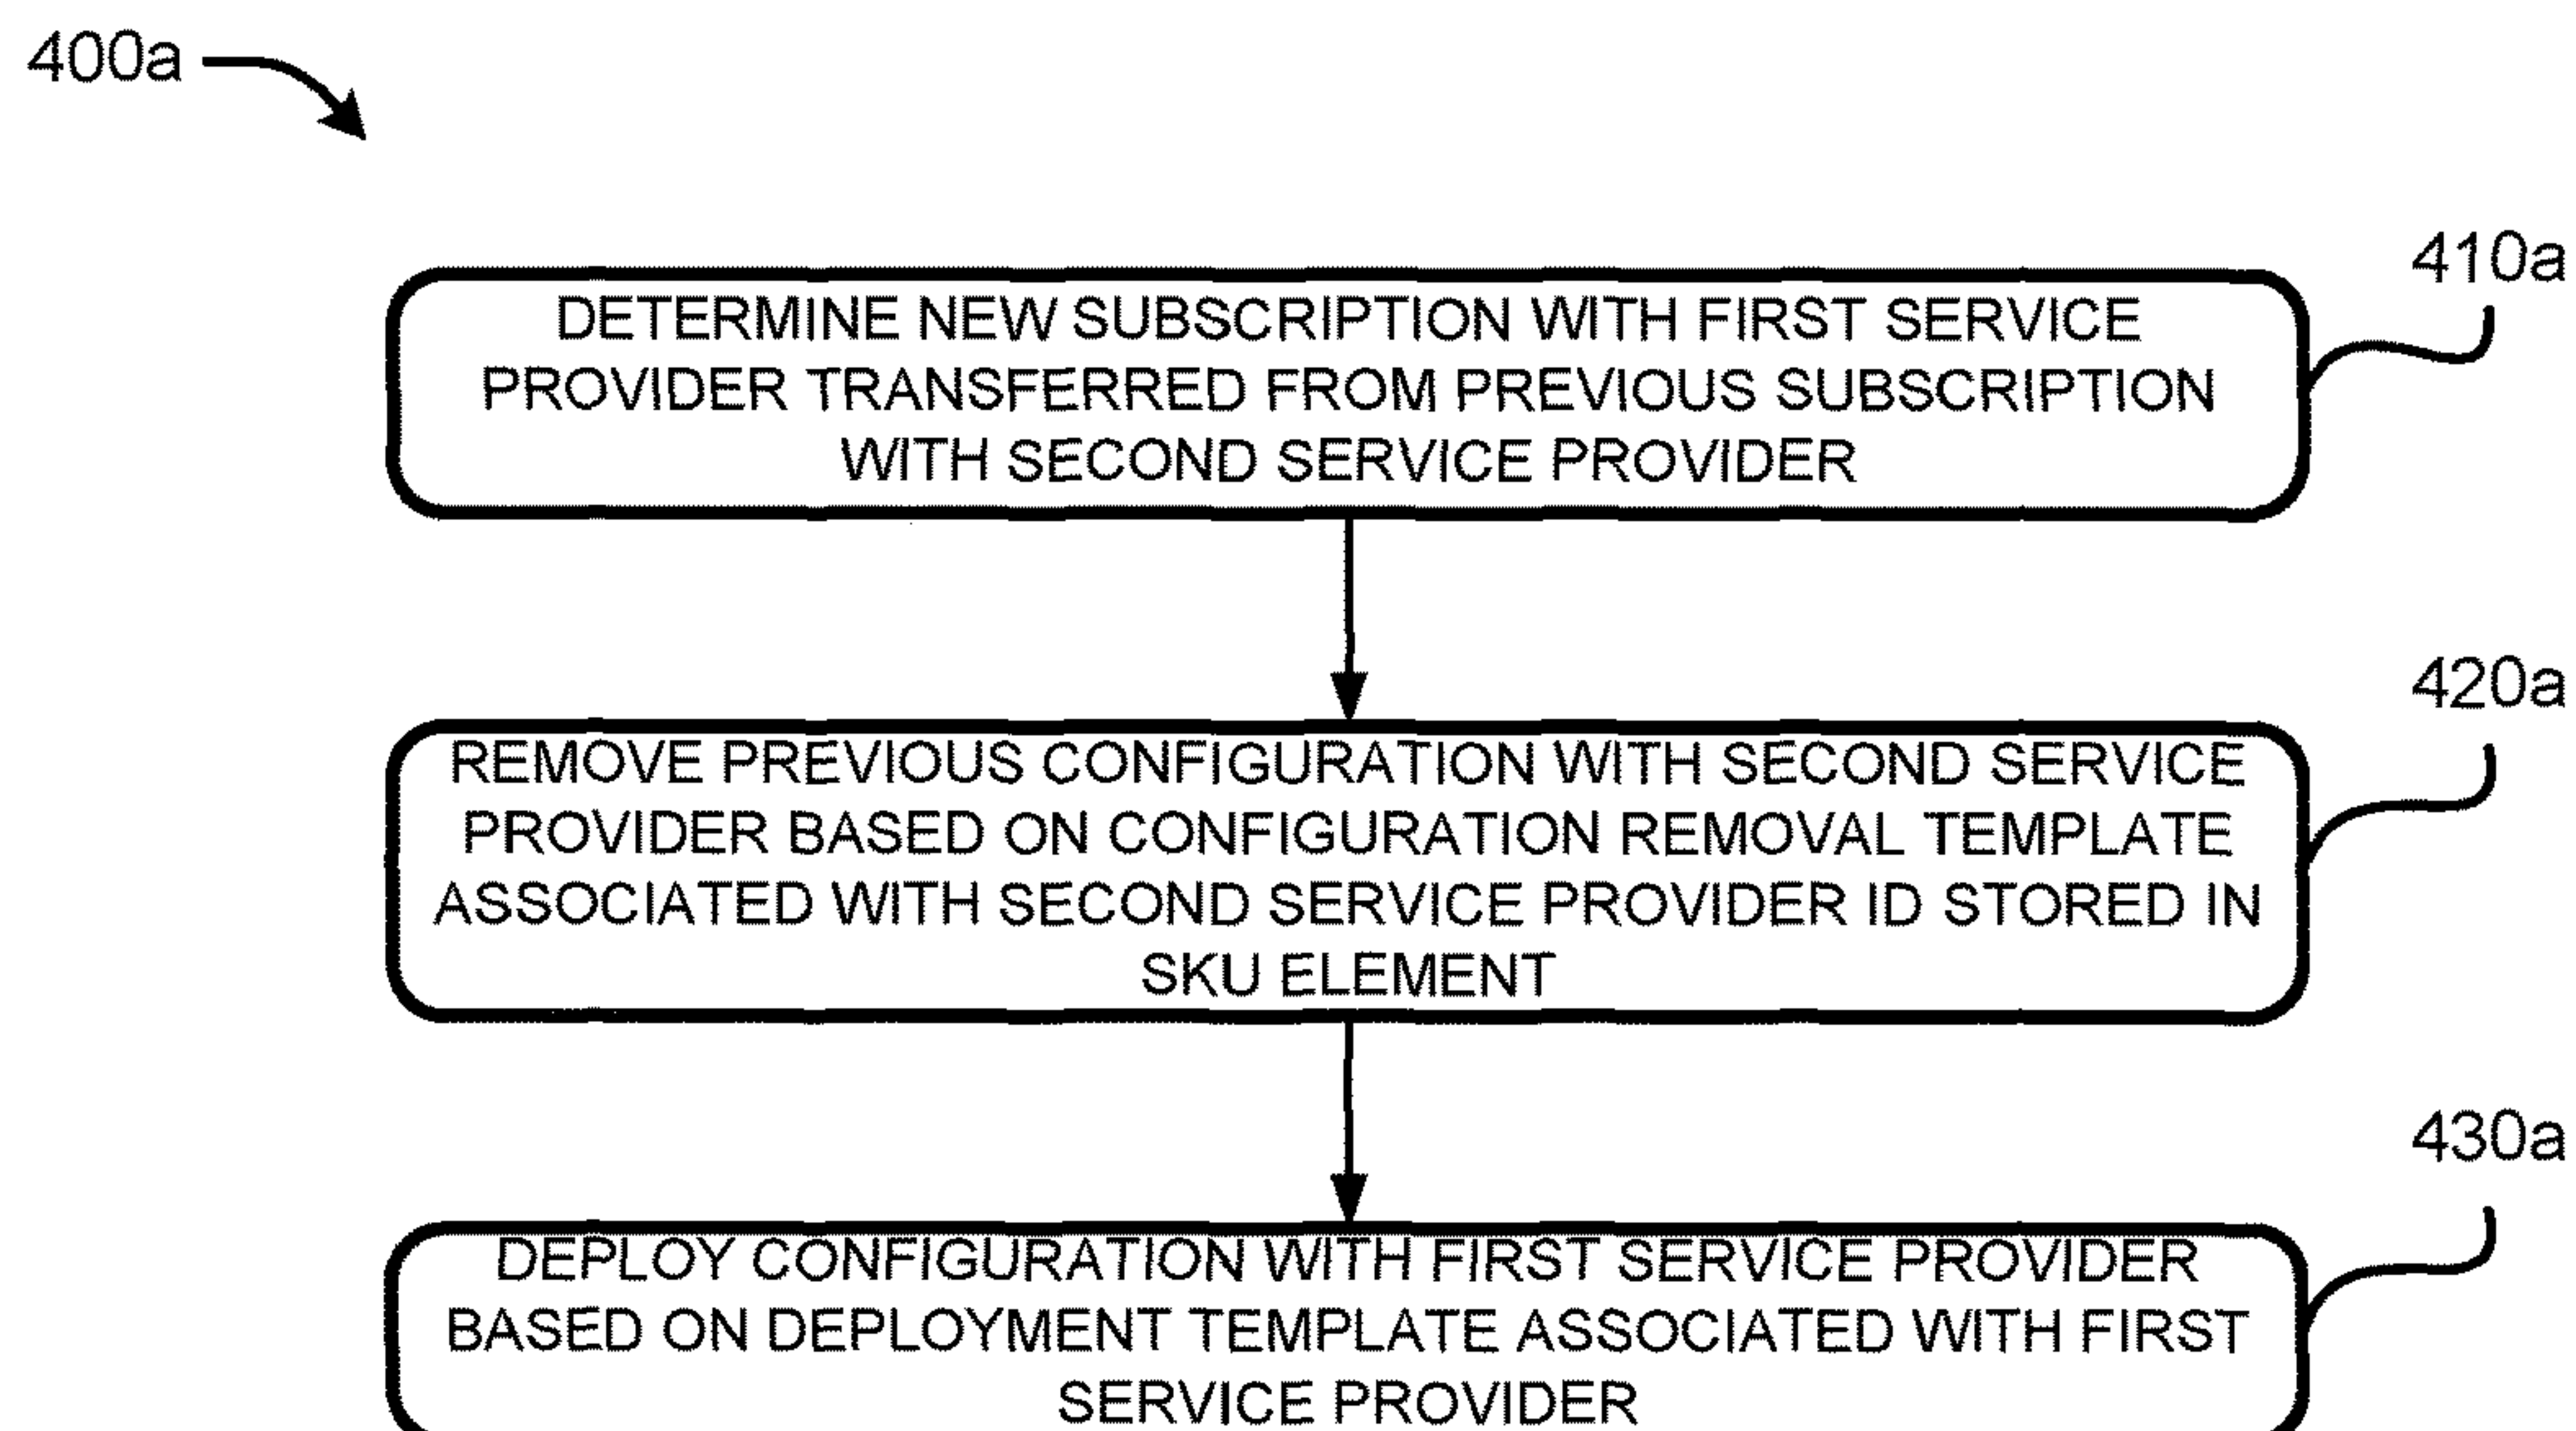 400a
410a
DETERMINE NEW SUBSCRIPTION WITH FIRST SERVICE
PROVIDER TRANSFERRED FROM PREVIOUS SUBSCRIPTION
WITH SECOND SERVICE PROVIDER
420a
REMOVE PREVIOUS CONFIGURATION WITH SECOND SERVICE
PROVIDER BASED ON CONFIGURATION REMOVAL TEMPLATE
ASSOCIATED WITH SECOND SERVICE PROVIDER ID STORED IN
SKU ELEMENT
430a
DEPLOY CONFIGURATION WITH FIRST SERVICE PROVIDER
BASED ON DEPLOYMENT TEMPLATE ASSOCIATED WITH FIRST
SERVICE PROVIDER